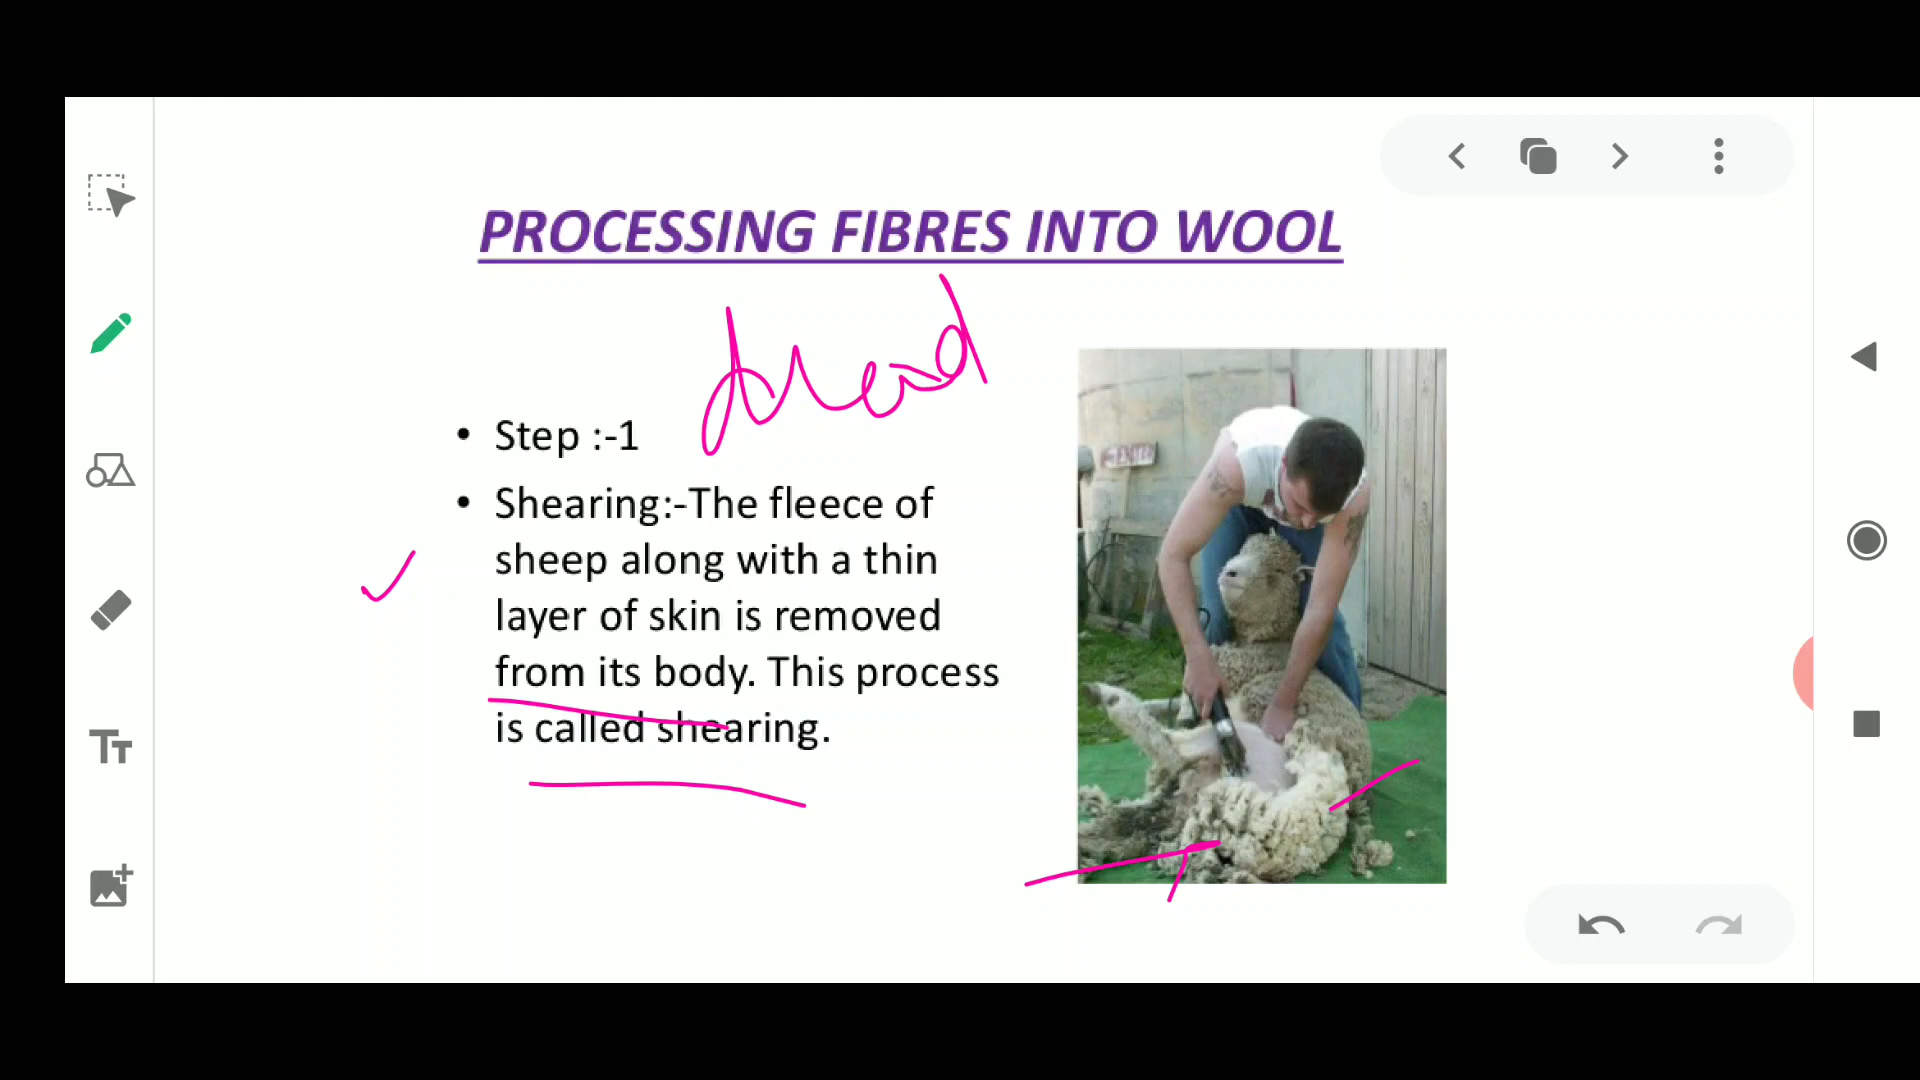 PROCESSING FIBRES INTO WOOL
• Step :-1
• Shearing:-The fleece of
sheep along with a thin
layer of skin is removed
from its body. This process
is called shearing.
TT